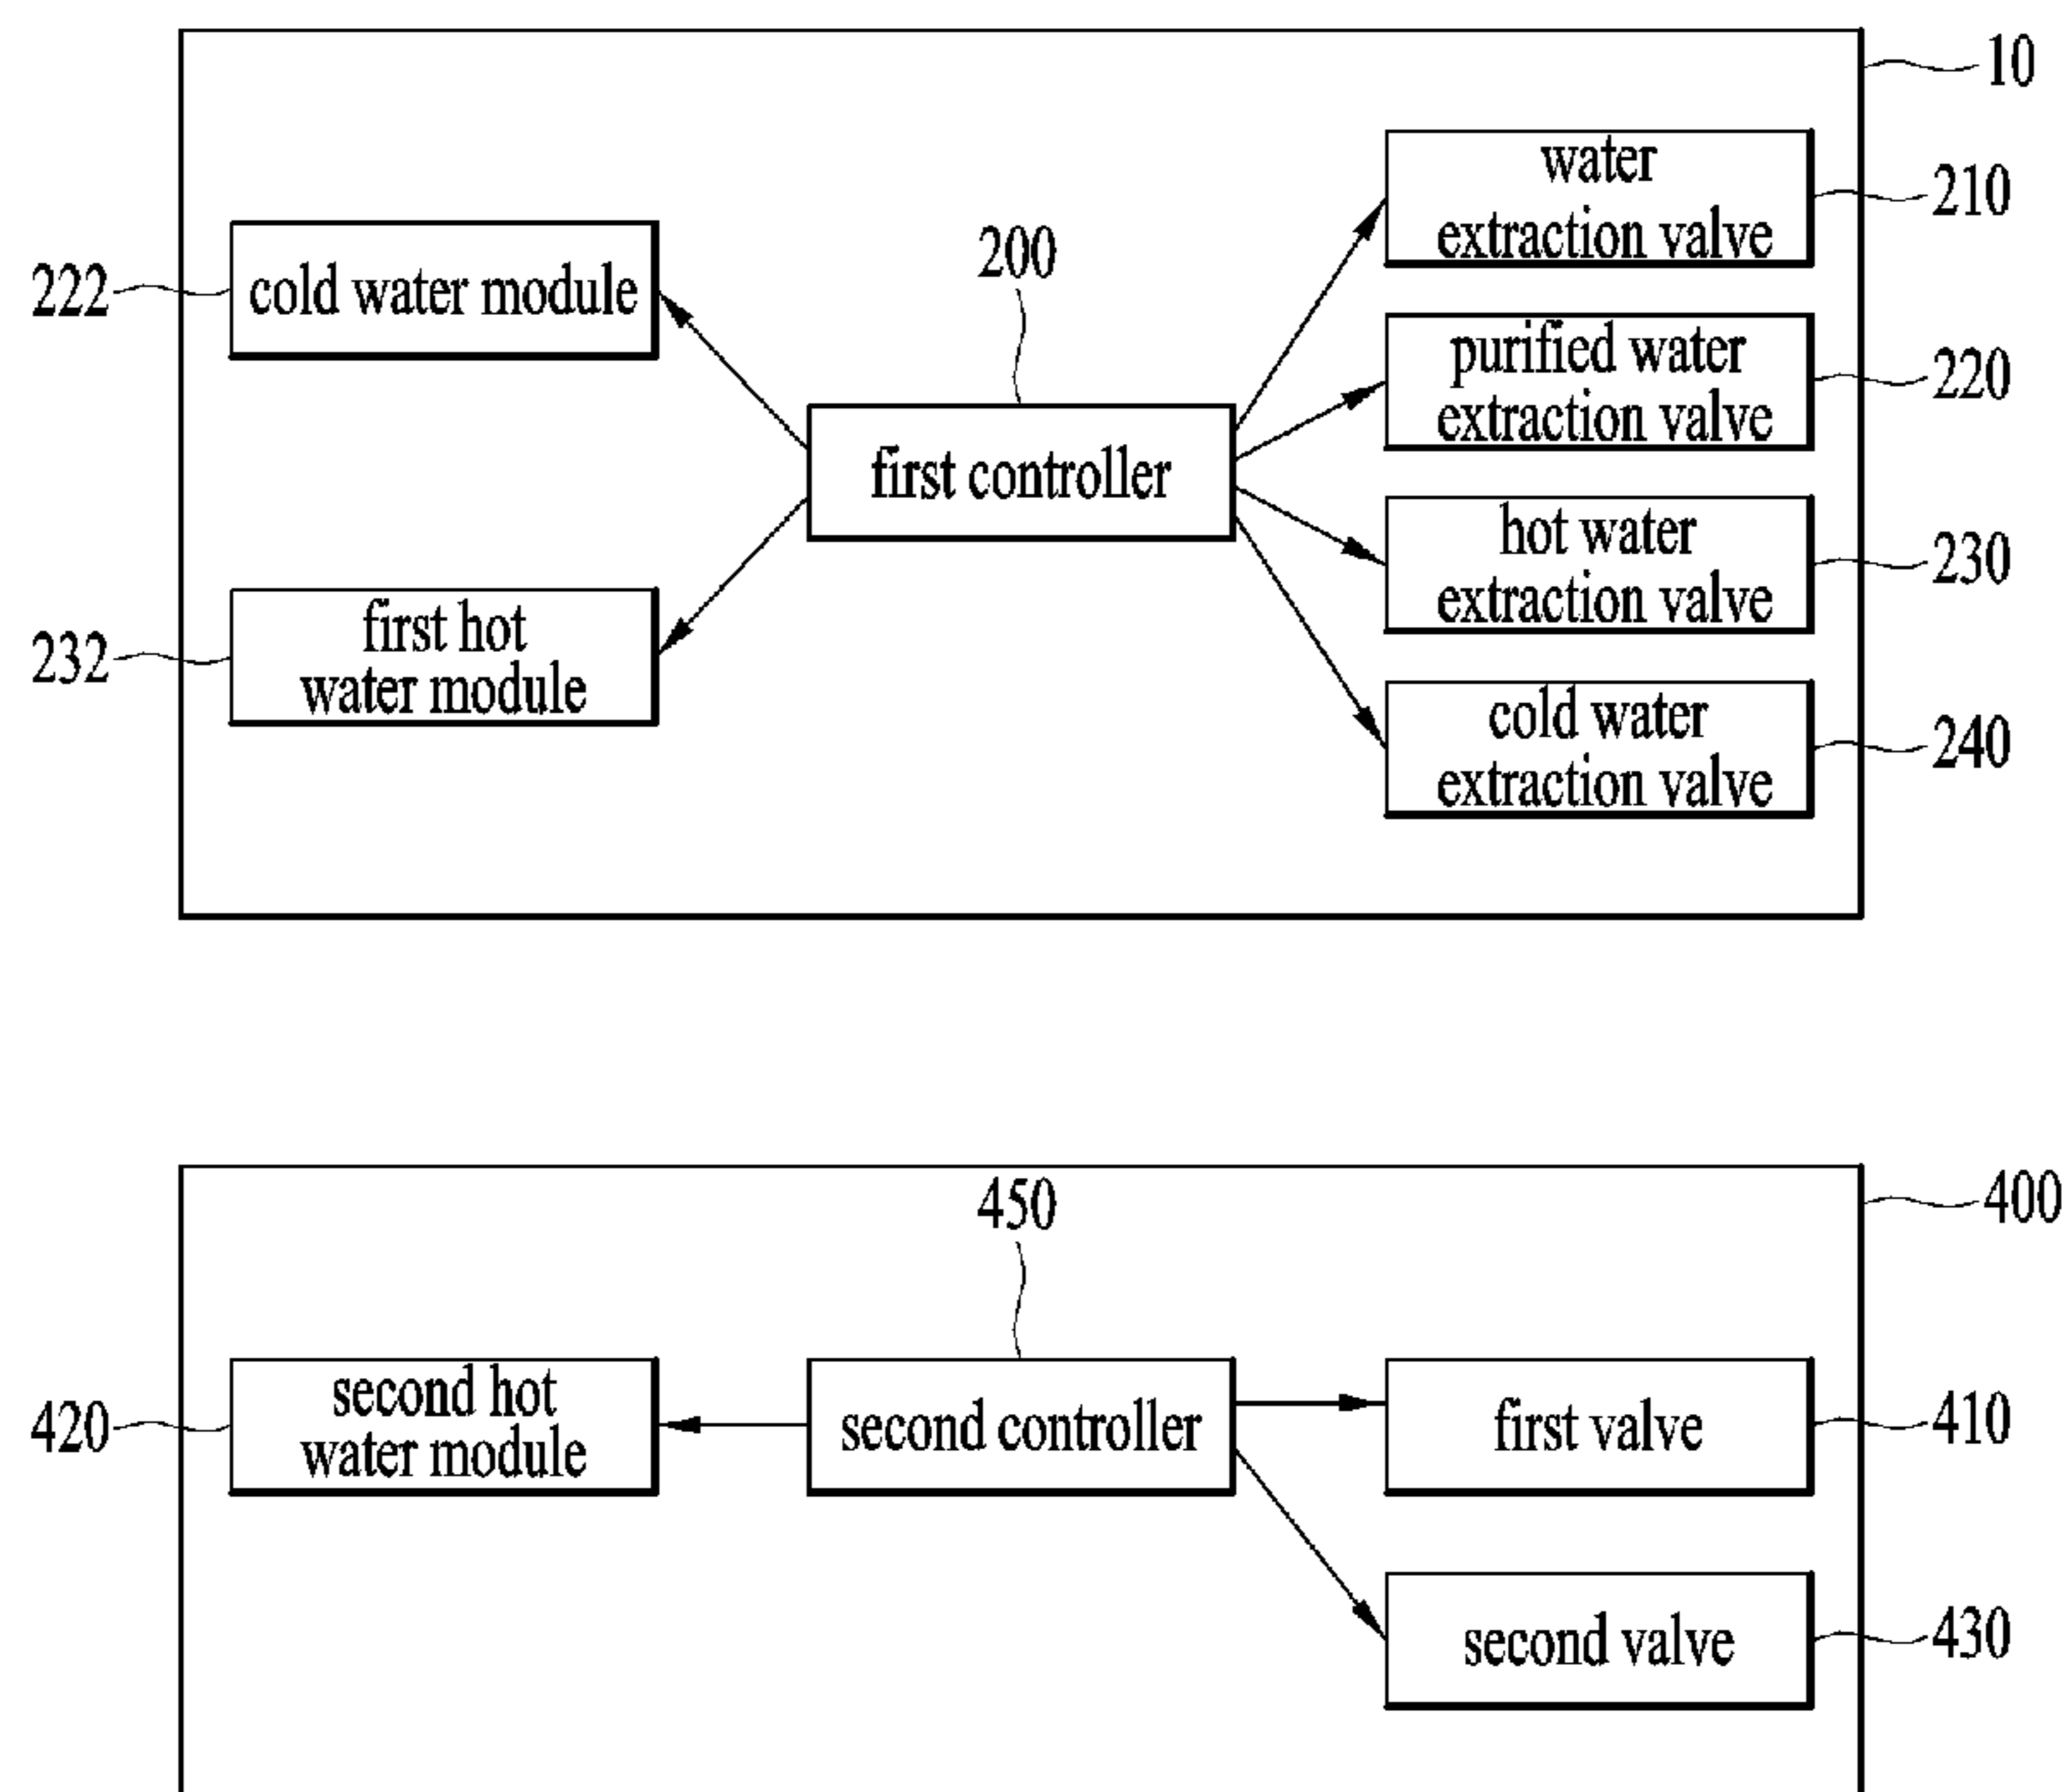 10
water
extraction valve
210
200
222
cold water module
purified water
extraction valve
220
first controller
hot water
extraction valve
230
232
first hot
water module
cold water
extraction valve
240
400
450
420
second hot
water module
second controller
first valve
410
second valve
430